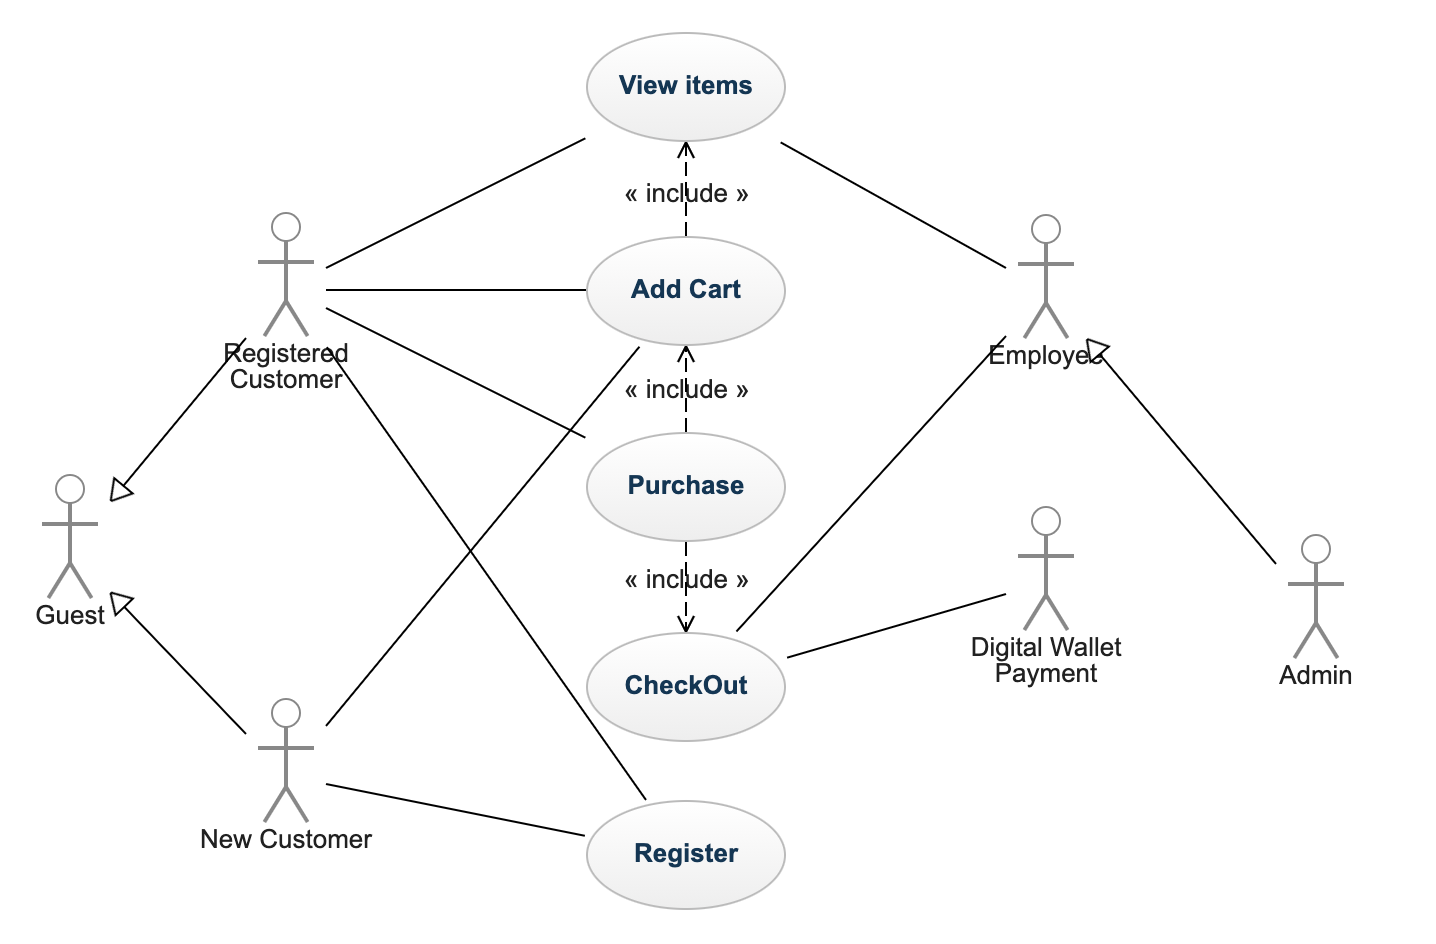 View items
« include »
Add Cart
Registered
Customer
Employee
« include »
Purchase
« include »
Guest
Digital Wallet
Payment
CheckOut
Admin
New Customer
Register